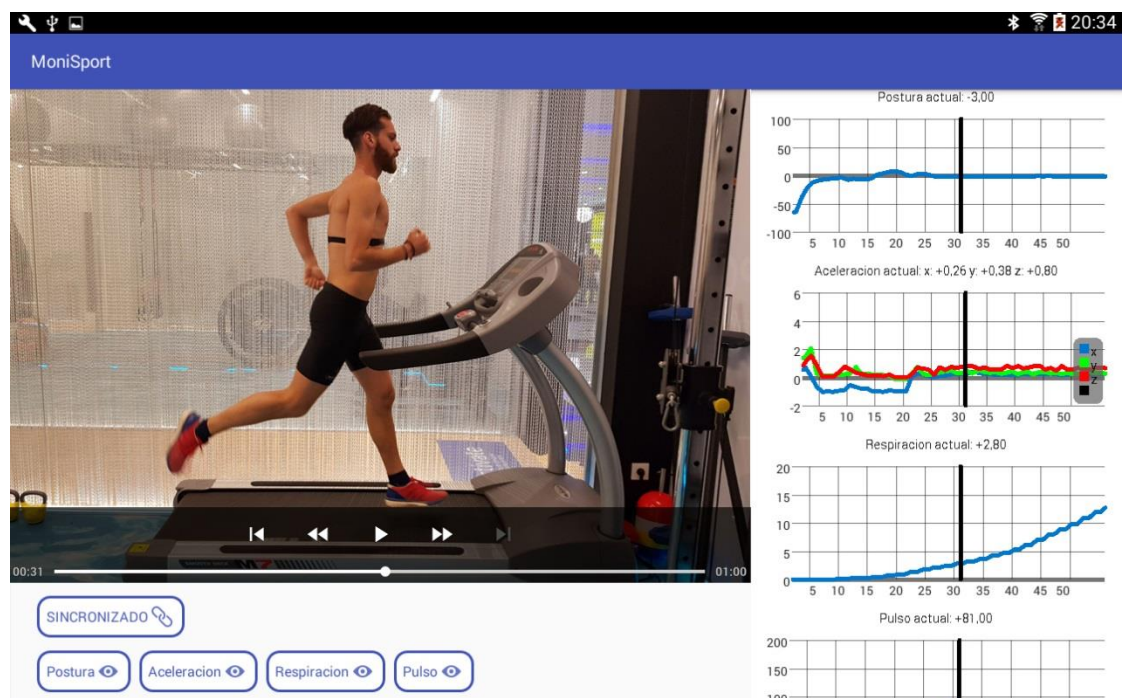 20:34
MoniSport
Postura actual: -3,00
100
50
0
-50
-100
5 10 15 20 25 30 35 40 45 50
Aceleracion actual: x: +0,26 y: +0,38 z: +0,80
6
4
2
0
-2
x
y
z
5 10 15 20 25 30 35 40 45 50
Respiracion actual: +2,80
20
15
10
5
0
10 15 20 25 30 35 40 45 50
Pulso actual: +81,00
200
150
100
00:31
01:00
SINCRONIZADO
Postura
Aceleracion
Respiracion
Pulso